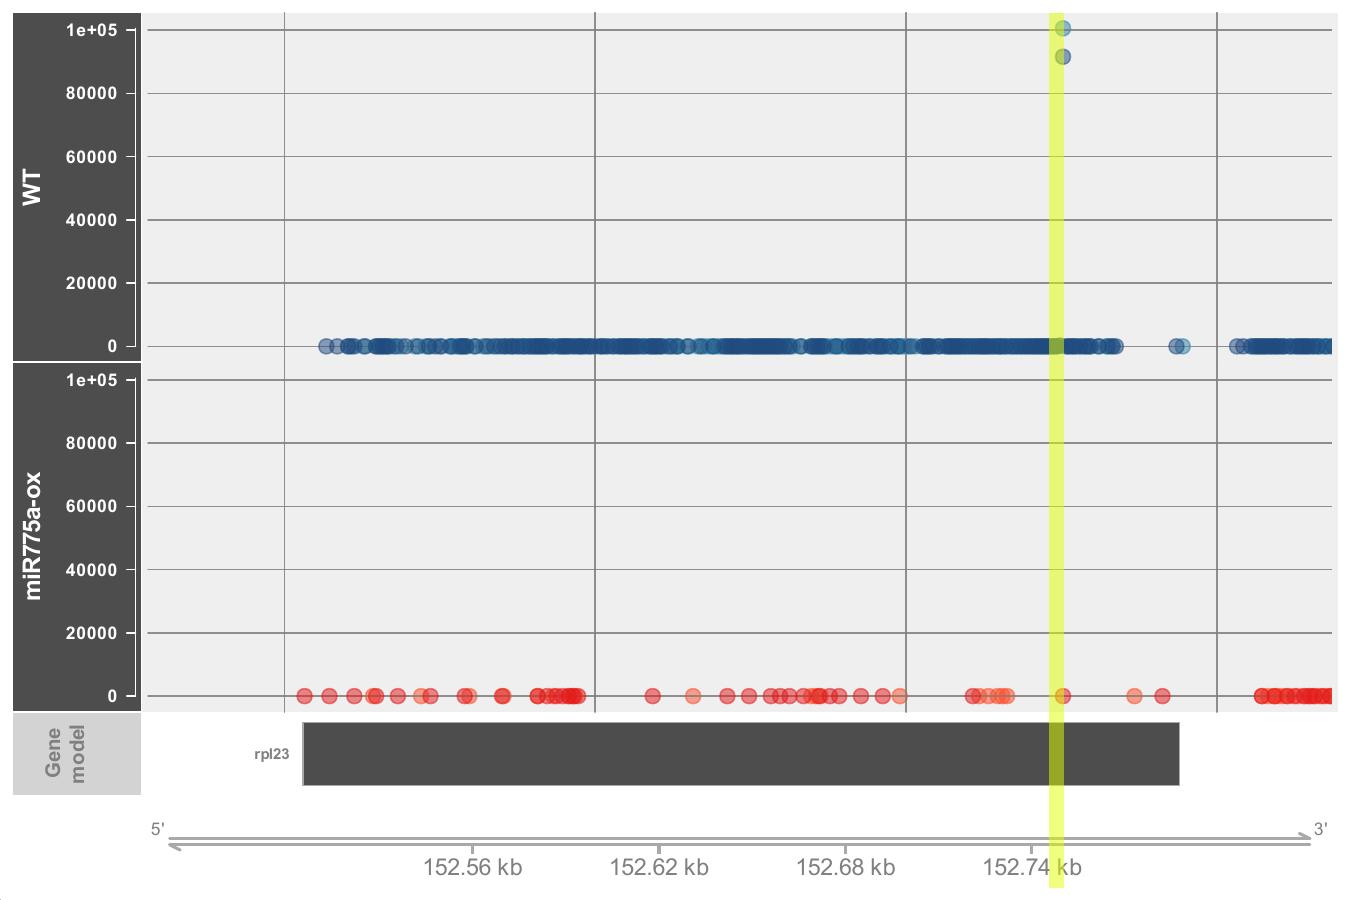 WT
1e+05
80000
60000
40000
20000
0
miR775a-ox
1e+05
80000
60000
40000
20000
0
Gene
model
rpl23
5'
3'
152.56 kb
152.62 kb
152.68 kb
152.74 kb